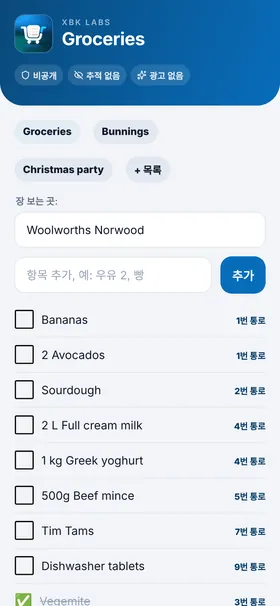 XBK LABS
Groceries
비공개 추적 없음 광고 없음
Groceries Bunnings
Christmas party + 목록
장 보는 곳:
Woolworths Norwood
항목 추가, 예: 우유 2, 빵 추가
Bananas 1번 통로
2 Avocados 1번 통로
Sourdough 2번 통로
2 L Full cream milk 4번 통로
1 kg Greek yoghurt 4번 통로
500g Beef mince 5번 통로
Tim Tams 7번 통로
Dishwasher tablets 9번 통로
Vegemite 3번 통로